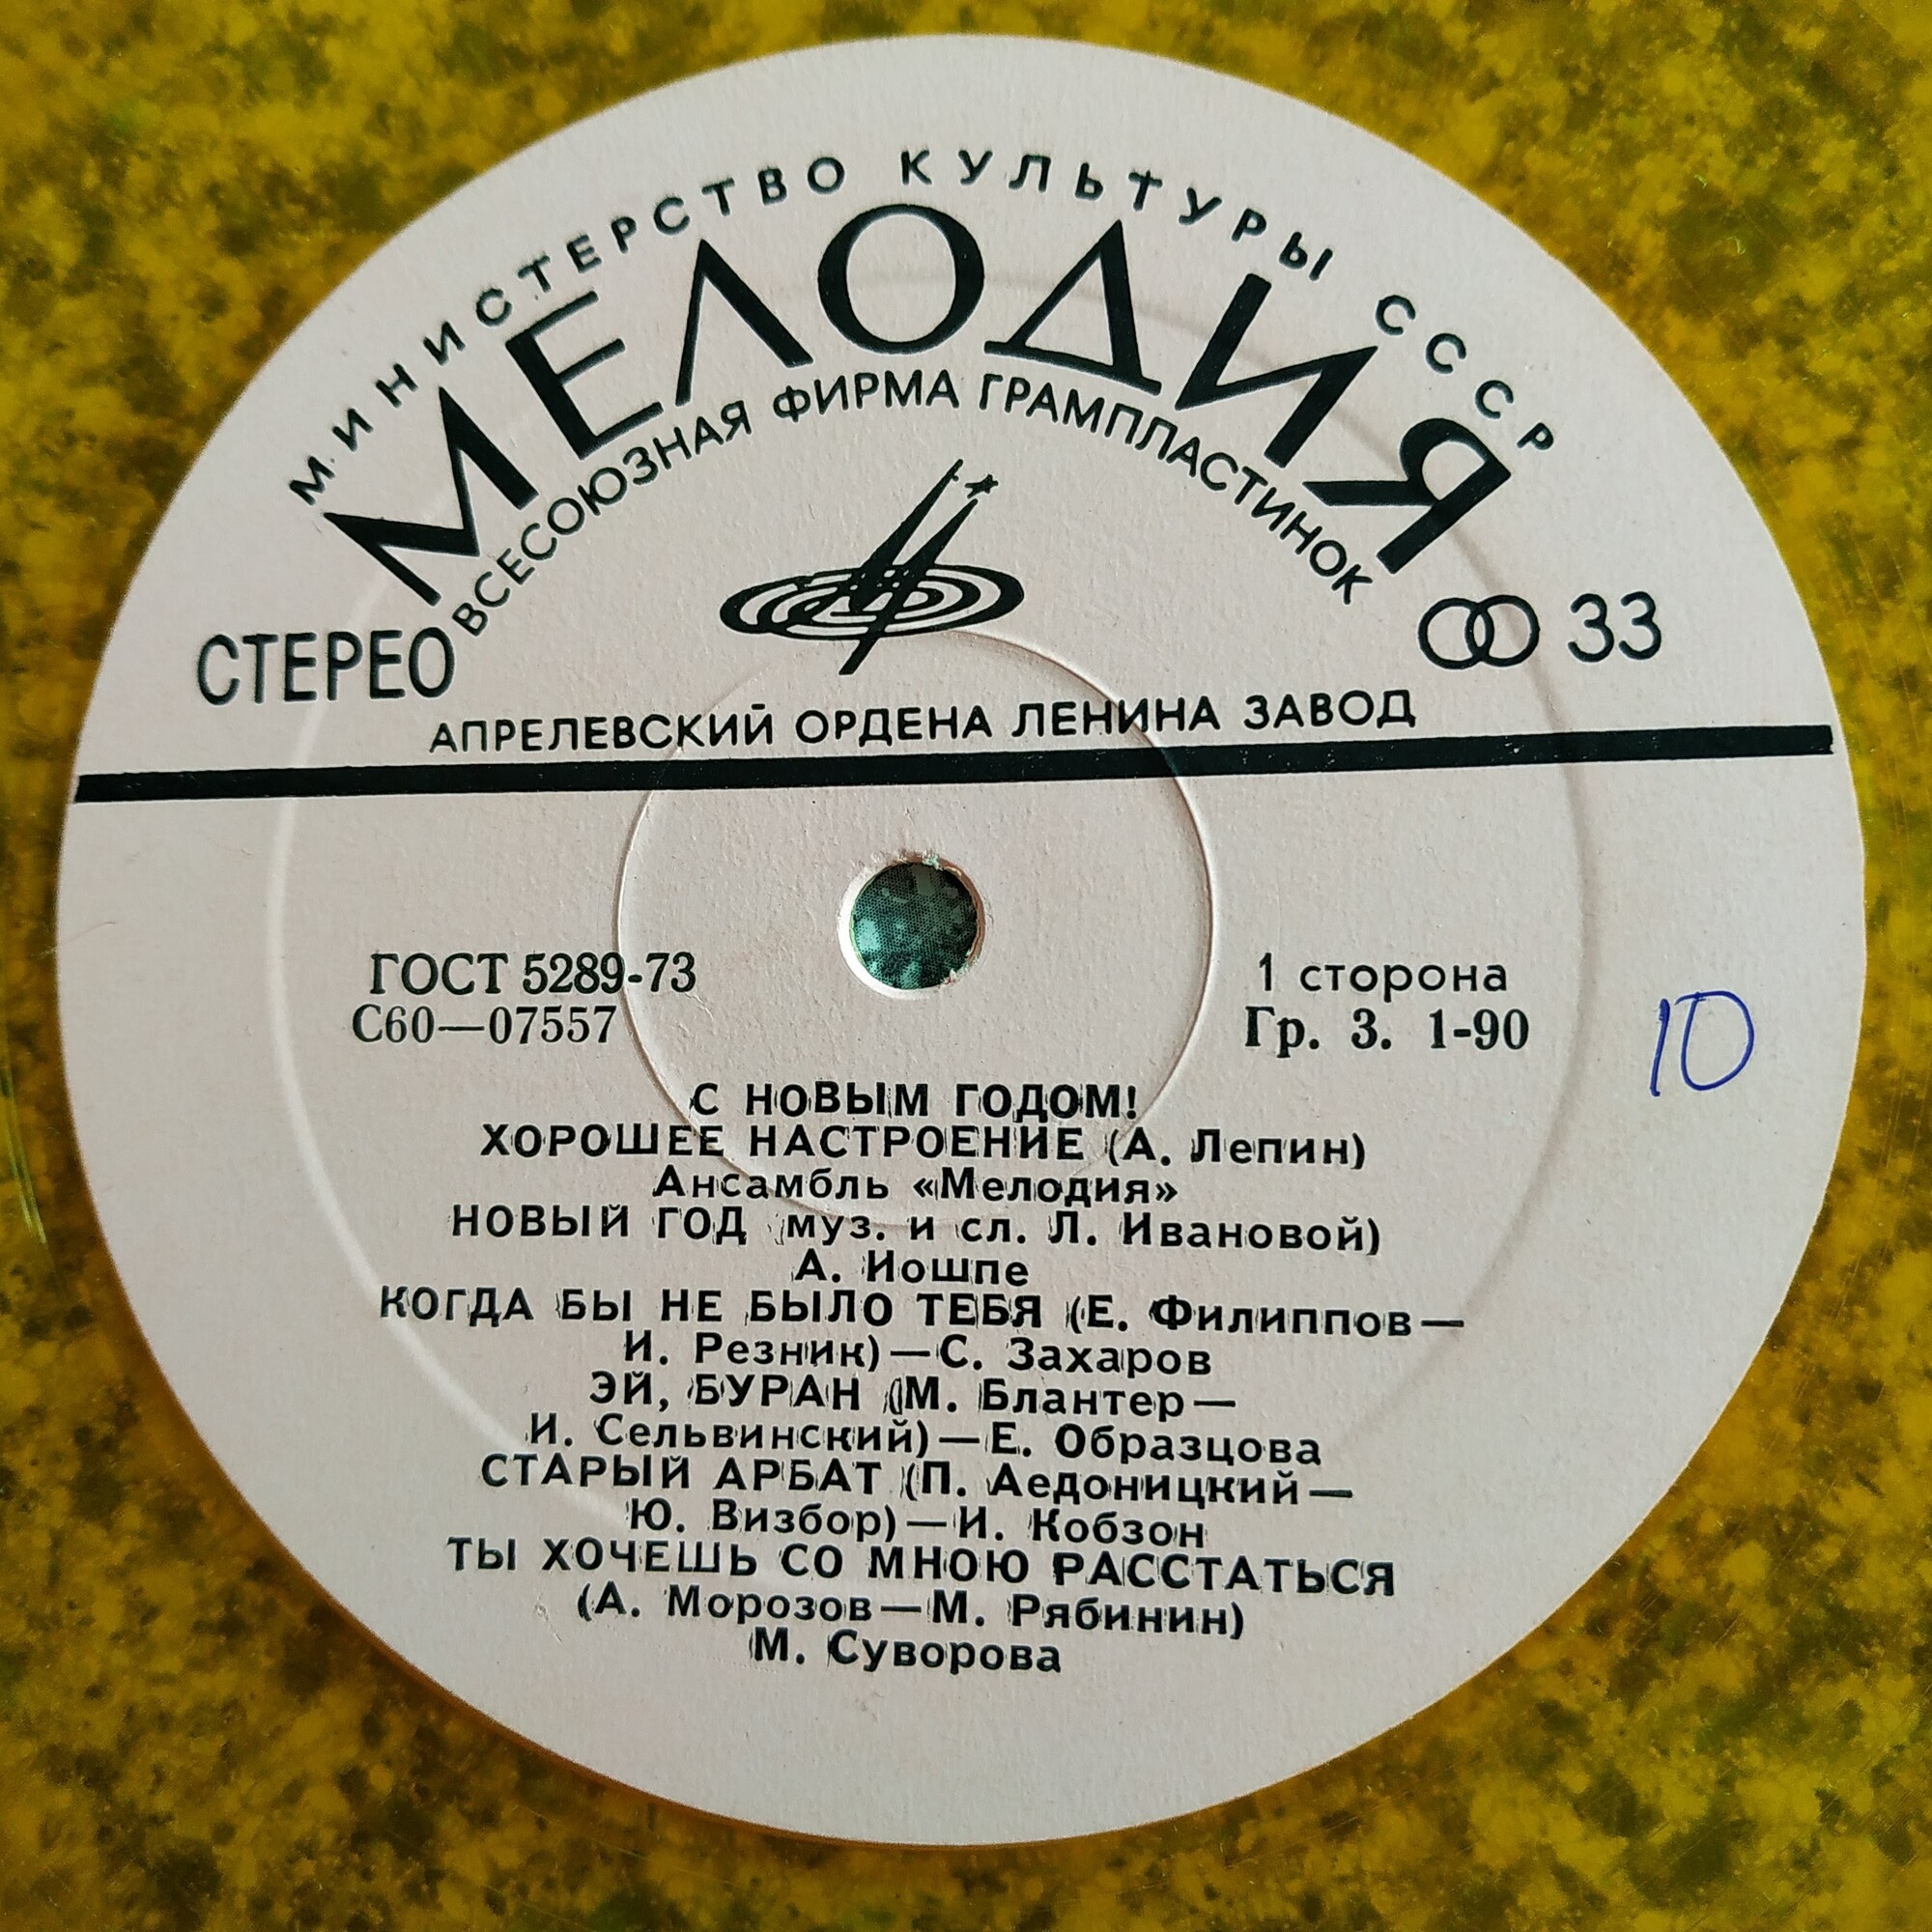 МИНИСТЕРСТВО КУЛЬТУРЫ СССР
МЕЛОДИЯ
ВСЕСОЮЗНАЯ ФИРМА ГРАМПЛАСТИНОК
СТЕРЕО
33
АПРЕЛЕВСКИЙ ОРДЕНА ЛЕНИНА ЗАВОД
ГОСТ 5289-73
С60—07557
1 сторона
Гр. 3. 1-90
10
С НОВЫМ ГОДОМ!
ХОРОШЕЕ НАСТРОЕНИЕ (А. Лепин)
Ансамбль «Мелодия»
НОВЫЙ ГОД муз. и сл. Л. Ивановой)
А. Иошпе
КОГДА БЫ НЕ БЫЛО ТЕБЯ (Е. Филиппов—
И. Резник)—С. Захаров
ЭЙ, БУРАН (М. Блантер—
И. Сельвинский)—Е. Образцова
СТАРЫЙ АРБАТ (П. Аедоницкий—
Ю. Визбор)—И. Кобзон
ТЫ ХОЧЕШЬ СО МНОЮ РАССТАТЬСЯ
(А. Морозов—М. Рябинин)
М. Суворова